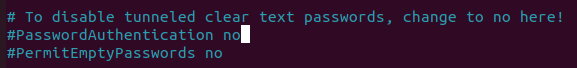 # To disable tunneled clear text passwords, change to no here!
#PasswordAuthentication no
#PermitEmptyPasswords no